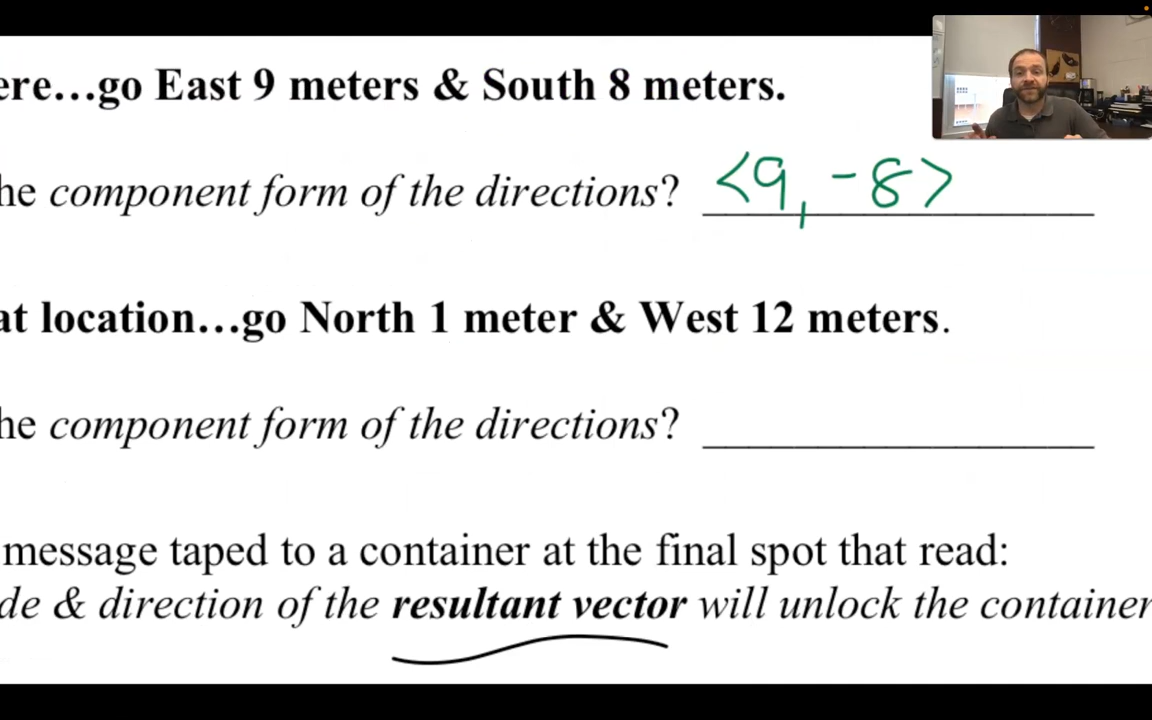 ere…go East 9 meters & South 8 meters.
he component form of the directions? <9, -8>
at location…go North 1 meter & West 12 meters.
he component form of the directions? ____
message taped to a container at the final spot that read:
de & direction of the resultant vector will unlock the container